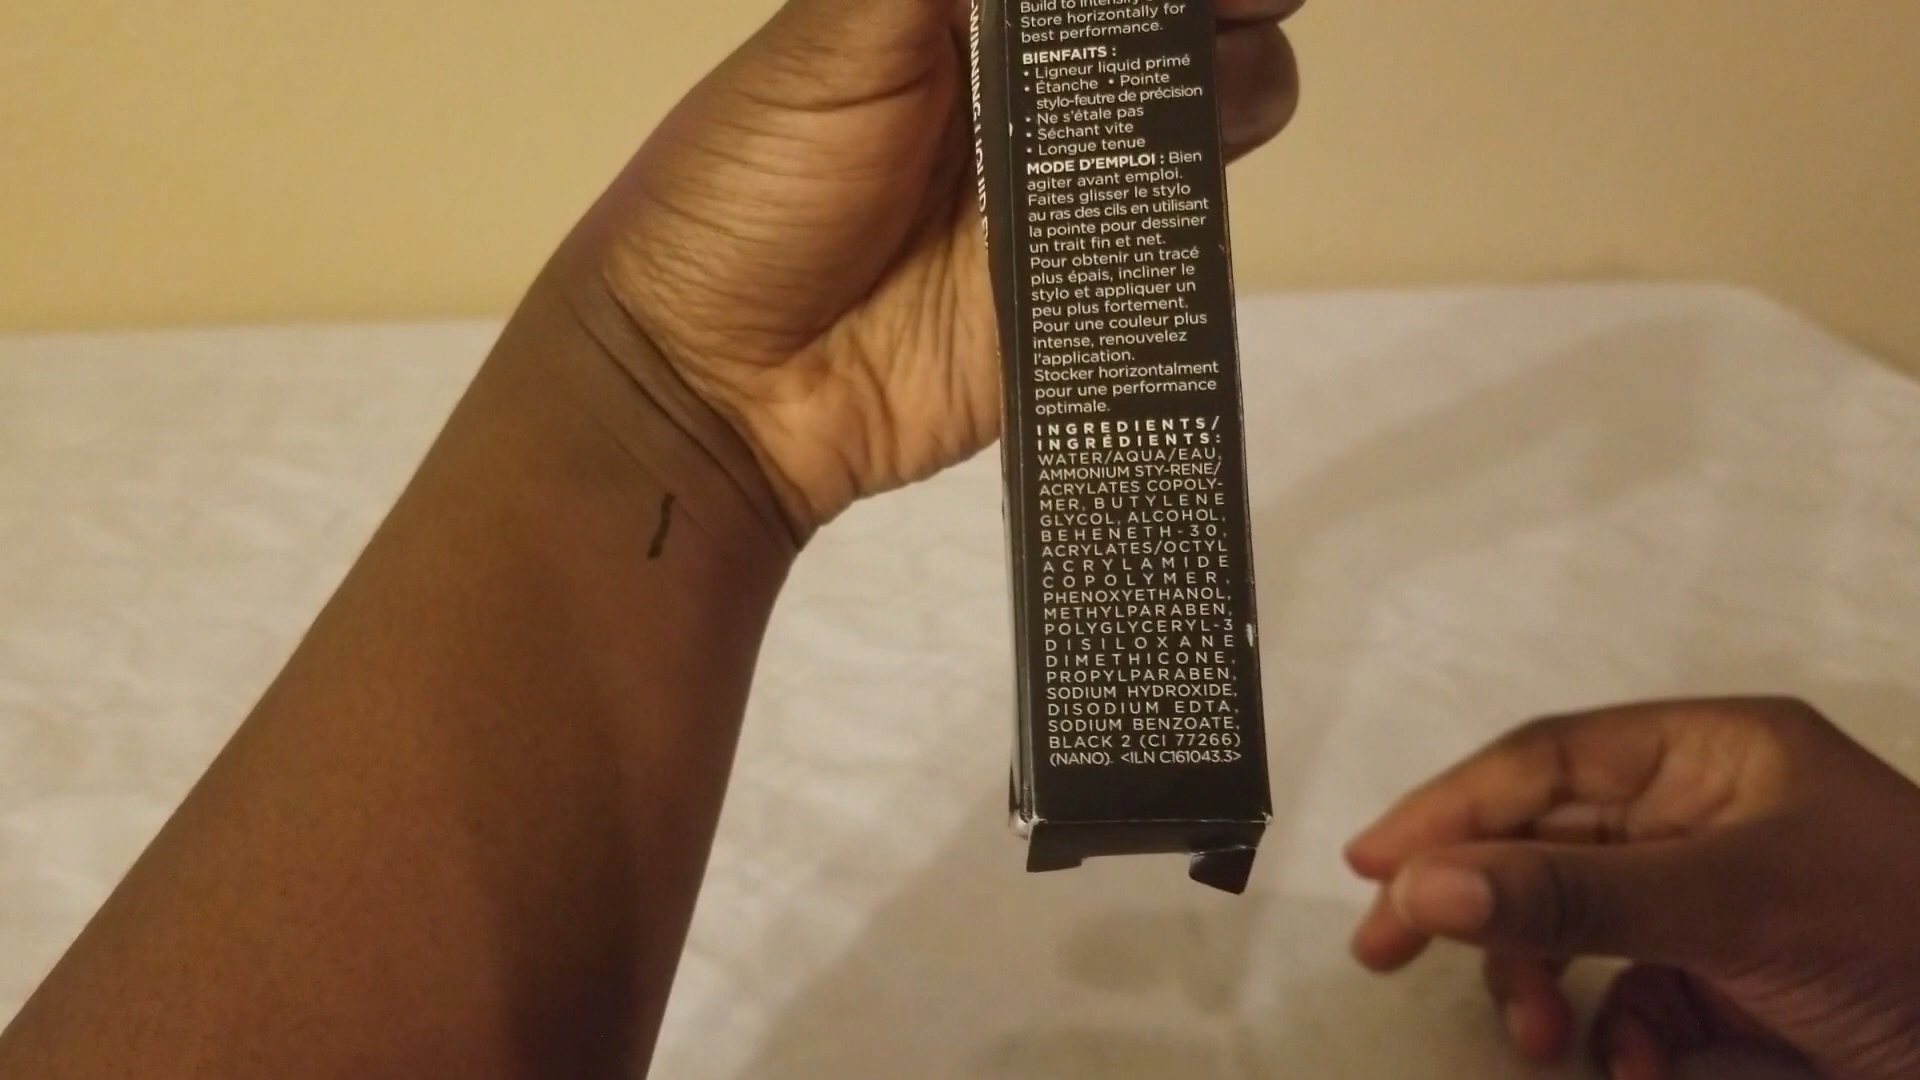 WINNING LIQUID EY
Build to intensify
Store horizontally for
best performance.
BIENFAITS :
• Ligneur liquid primé
• Étanche • Pointe
stylo-feutre de précision
• Ne s'étale pas
• Séchant vite
• Longue tenue
MODE D'EMPLOI : Bien
agiter avant emploi.
Faites glisser le stylo
au ras des cils en utilisant
la pointe pour dessiner
un trait fin et net.
Pour obtenir un tracé
plus épais, incliner le
stylo et appliquer un
peu plus fortement.
Pour une couleur plus
intense, renouvelez
l'application.
Stocker horizontalment
pour une performance
optimale.
INGREDIENTS/
INGRÉDIENTS:
WATER/AQUA/EAU,
AMMONIUM STY-RENE/
ACRYLATES COPOLY-
MER, BUTYLENE
GLYCOL, ALCOHOL,
BEHENETH-30,
ACRYLATES/OCTYL
ACRYLAMIDE
COPOLYMER,
PHENOXYETHANOL,
METHYLPARABEN,
POLYGLYCERYL-3
DISILOXANE
DIMETHICONE,
PROPYLPARABEN,
SODIUM HYDROXIDE,
DISODIUM EDTA,
SODIUM BENZOATE,
BLACK 2 (CI 77266)
(NANO). <ILN C161043.3>